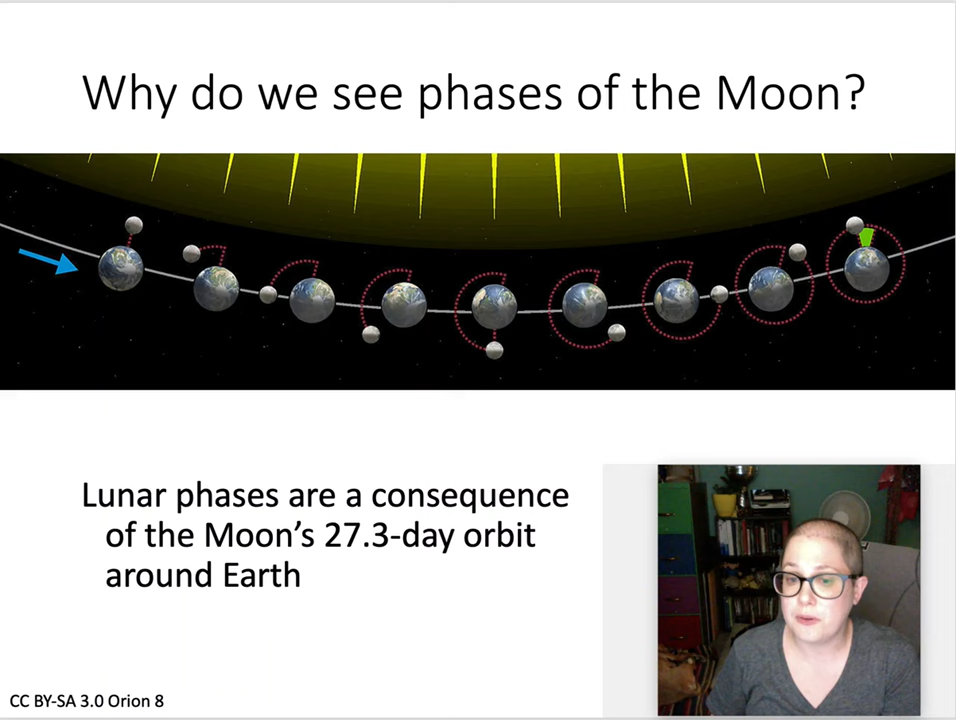 Why do we see phases of the Moon?
Lunar phases are a consequence
of the Moon’s 27.3-day orbit
around Earth
CC BY-SA 3.0 Orion 8